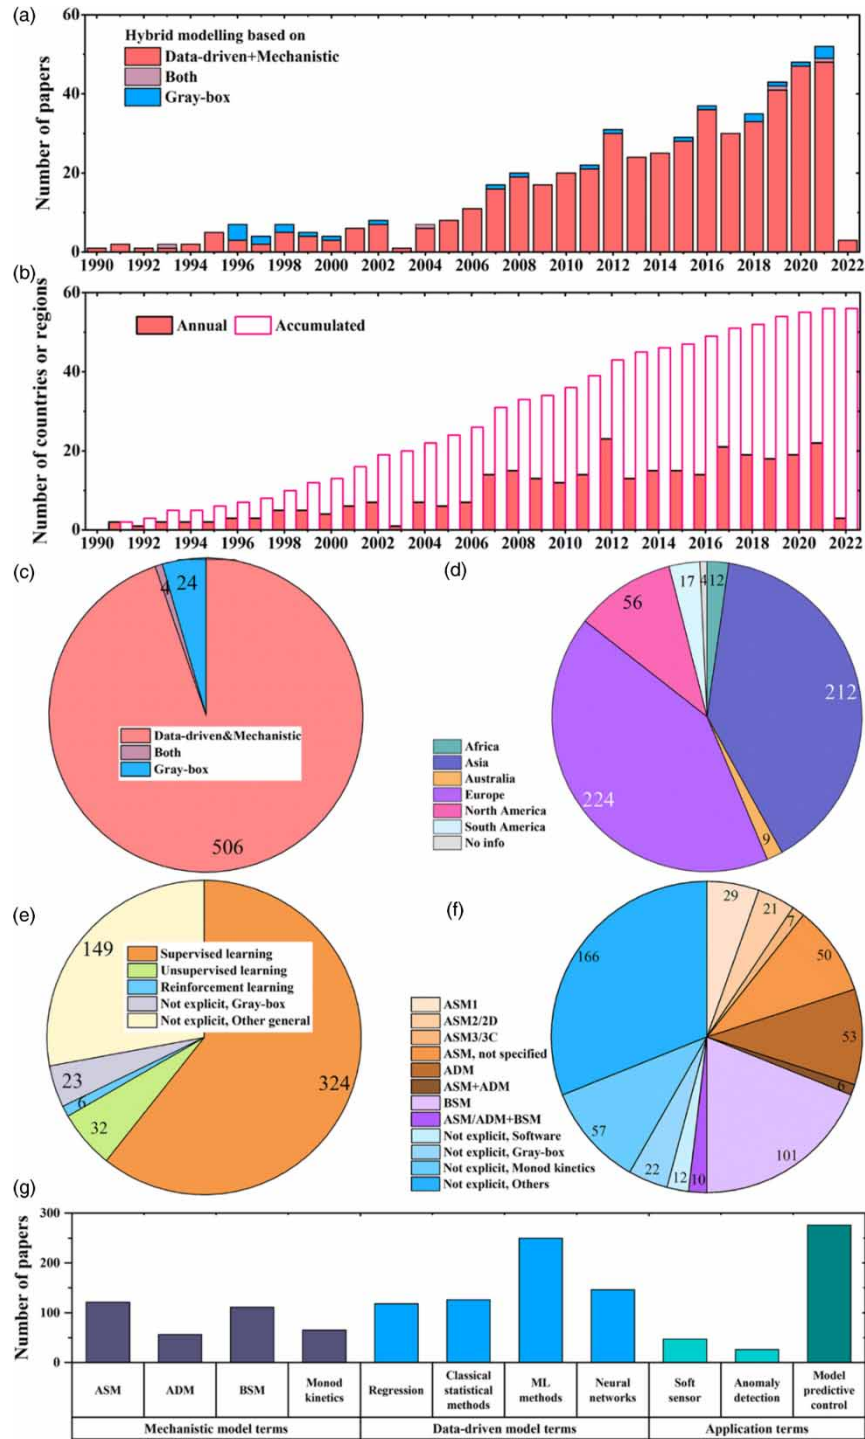 (a)
60
40
20
0
Number of papers
Hybrid modelling based on
Data-driven+Mechanistic
Both
Gray-box
1990 1992 1994 1996 1998 2000 2002 2004 2006 2008 2010 2012 2014 2016 2018 2020 2022
(b)
60
40
20
0
Number of countries or regions
Annual Accumulated
1990 1992 1994 1996 1998 2000 2002 2004 2006 2008 2010 2012 2014 2016 2018 2020 2022
(c)
4 24
Data-driven&Mechanistic
Both
Gray-box
506
(d)
17 4 12
56
212
224
9
Africa
Asia
Australia
Europe
North America
South America
No info
(e)
149
Supervised learning
Unsupervised learning
Reinforcement learning
Not explicit, Gray-box
Not explicit, Other general
23
6
32
324
(f)
29
21
7
50
166
53
6
57
101
22
12
10
ASM1
ASM2/2D
ASM3/3C
ASM, not specified
ADM
ASM+ADM
BSM
ASM/ADM+BSM
Not explicit, Software
Not explicit, Gray-box
Not explicit, Monod kinetics
Not explicit, Others
(g)
300
200
100
0
Number of papers
ASM
ADM
BSM
Monod
kinetics
Regression
Classical
statistical
methods
ML
methods
Neural
networks
Soft
sensor
Anomaly
detection
Model
predictive
control
Mechanistic model terms
Data-driven model terms
Application terms